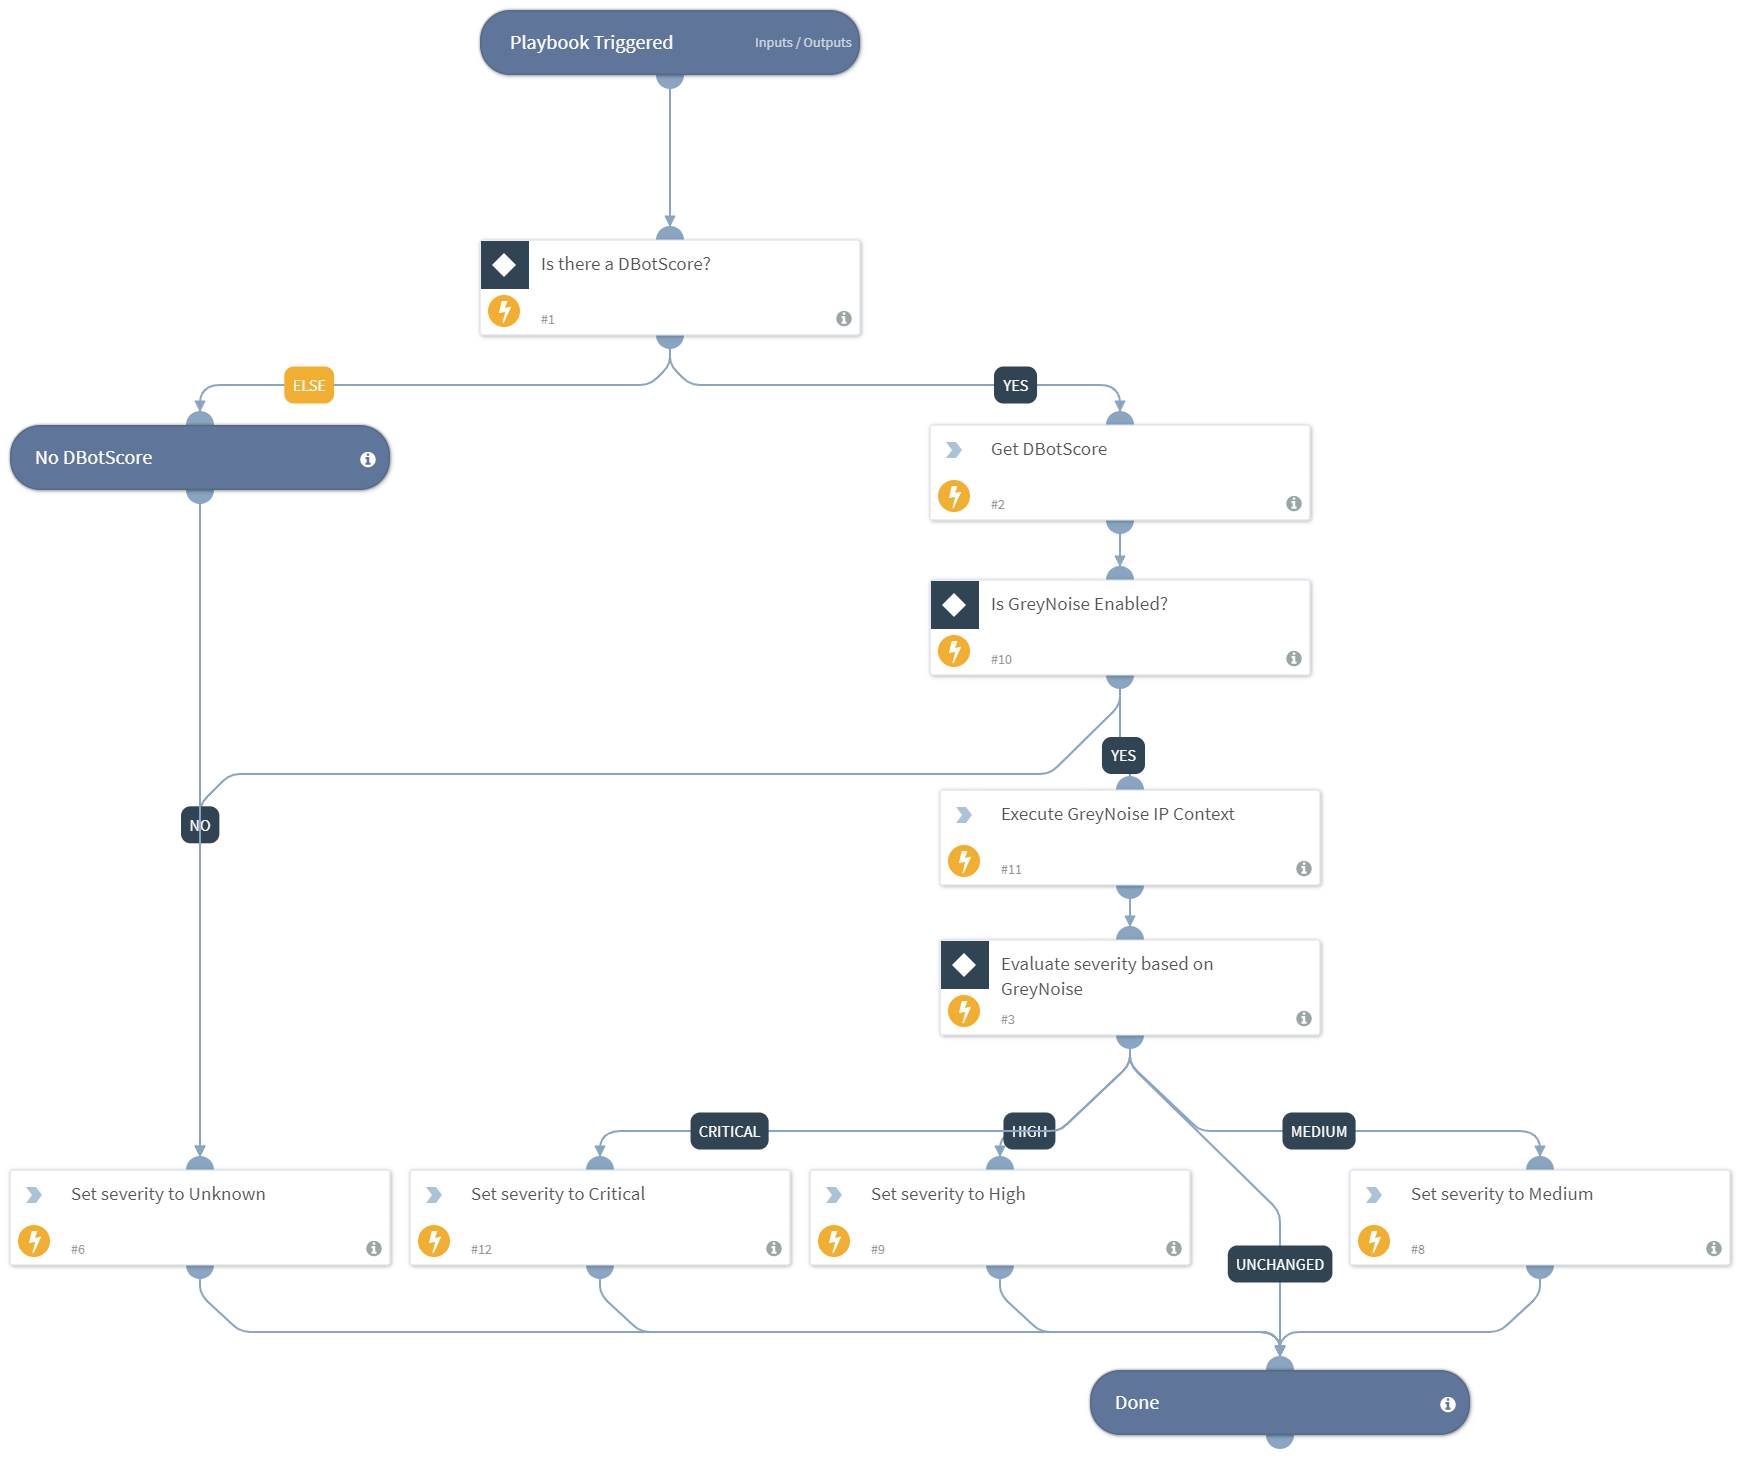 Playbook Triggered
Inputs / Outputs
Is there a DBotScore?
#1
ELSE
YES
No DBotScore
Get DBotScore
#2
Is GreyNoise Enabled?
#10
YES
NO
Execute GreyNoise IP Context
#11
Evaluate severity based on
GreyNoise
#3
CRITICAL
HIGH
MEDIUM
Set severity to Unknown
#6
Set severity to Critical
#12
Set severity to High
#9
Set severity to Medium
#8
UNCHANGED
Done